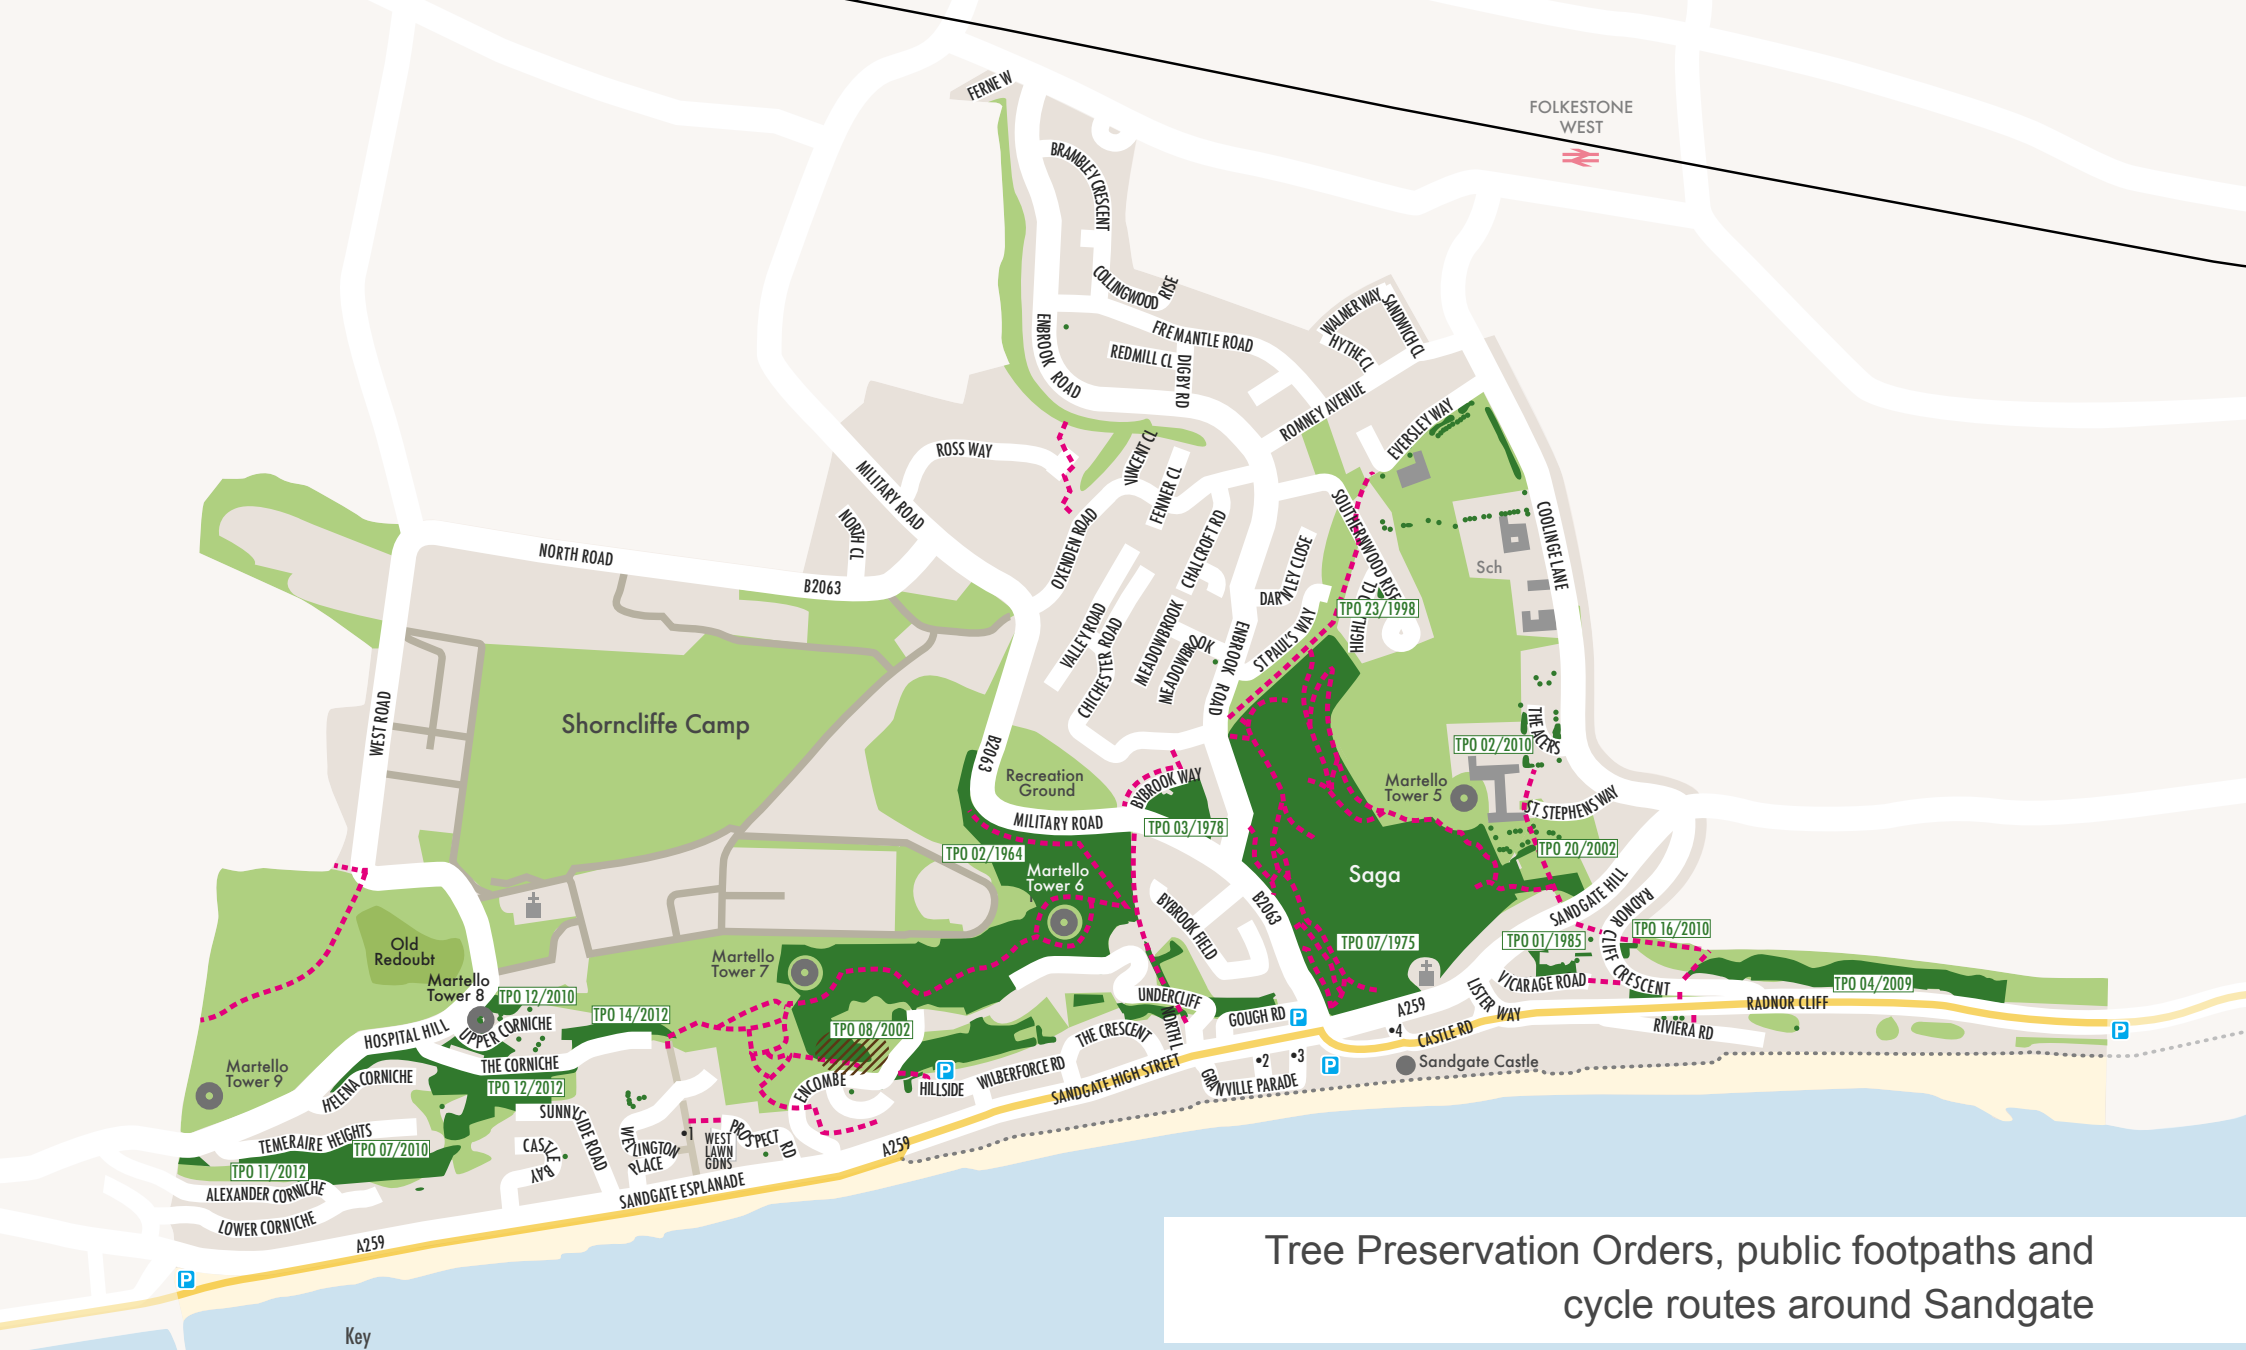 FERNE W
FOLKESTONE
WEST
BRAMBLEY CRESCENT
COLLINGWOOD RISE
FREMANTLE ROAD
WALMER WAY
SANDWICH CL
HYTHE CL
ENBROOK ROAD
REDMILL CL
DIGBY RD
ROMNEY AVENUE
EVERSLEY WAY
ROSS WAY
VINCENT CL
FENNER CL
MILITARY ROAD
NORTH CL
OXENDEN ROAD
CHALCROFT RD
SOUTHERNWOOD RISE
COOLINGE LANE
NORTH ROAD
B2063
Sch
DARNLEY CLOSE
HIGHL D CL
TPO 23/1998
VALLEY ROAD
CHICHESTER ROAD
MEADOWBROOK
MEADOWBROOK
ENBROOK ROAD
ST PAUL'S WAY
WEST ROAD
Shorncliffe Camp
B2063
THE ACERS
TPO 02/2010
Recreation
Ground
BYBROOK WAY
Martello
Tower 5
ST. STEPHENS WAY
MILITARY ROAD
TPO 03/1978
TPO 20/2002
TPO 02/1964
Martello
Tower 6
Saga
SANDGATE HILL
RADNOR CLIFF CRESCENT
BYBROOK FIELD
B2063
TPO 16/2010
TPO 07/1975
TPO 01/1985
Old
Redoubt
Martello
Tower 7
Martello
Tower 8
TPO 12/2010
VICARAGE ROAD
TPO 04/2009
UNDERCLIFF
LISTER WAY
A259
RADNOR CLIFF
TPO 14/2012
HOSPITAL HILL
UPPER CORNICHE
TPO 08/2002
NORTH L
GOUGH RD
P
•4
CASTLE RD
RIVIERA RD
P
THE CRESCENT
THE CORNICHE
Martello
Tower 9
HELENA CORNICHE
TPO 12/2012
ENCOMBE
P
HILLSIDE
WILBERFORCE RD
SANDGATE HIGH STREET
•2
•3
P
Sandgate Castle
GRANVILLE PARADE
SUNNYSIDE ROAD
TEMERAIRE HEIGHTS
TPO 07/2010
CASTLE BAY
WELLINGTON
PLACE
•1
WEST
LAWN
GDNS
PROSPECT RD
A259
TPO 11/2012
ALEXANDER CORNICHE
SANDGATE ESPLANADE
LOWER CORNICHE
A259
P
Tree Preservation Orders, public footpaths and
cycle routes around Sandgate
Key